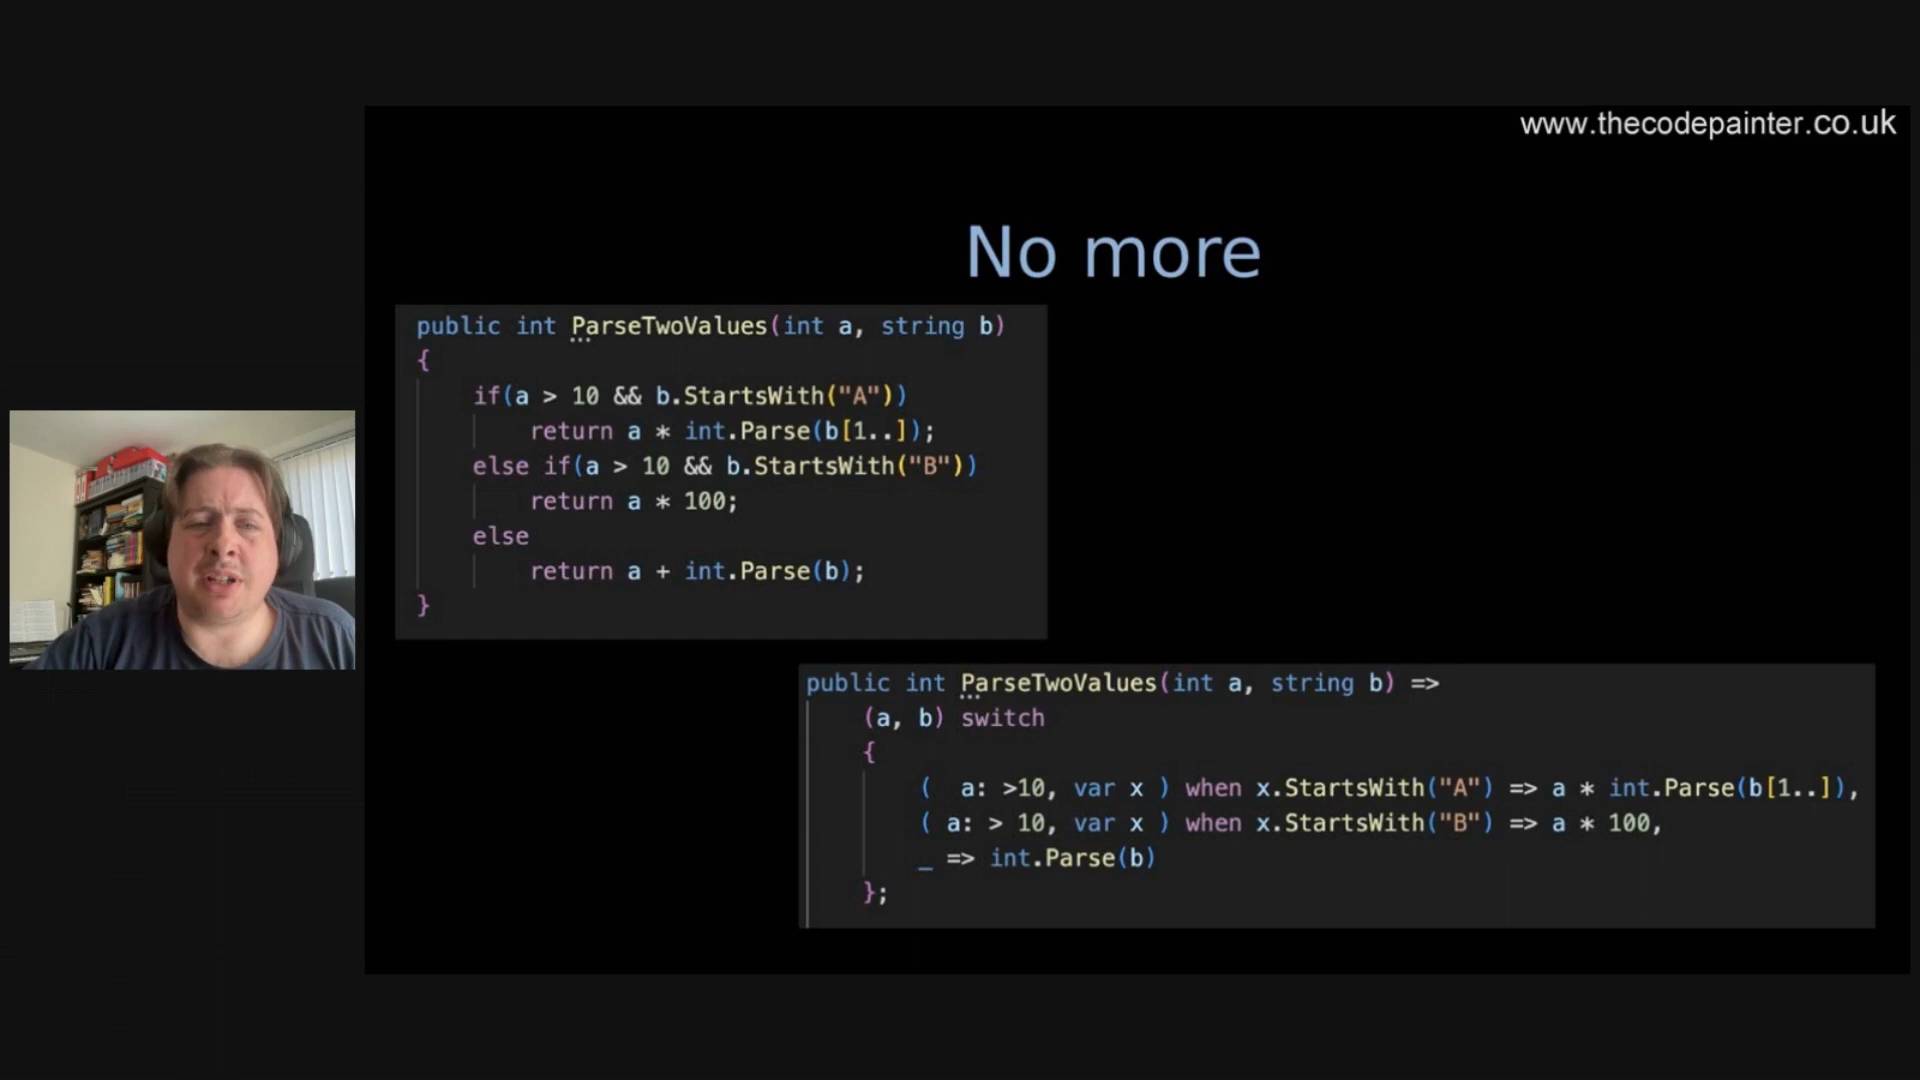 www.thecodepainter.co.uk
No more
public int ParseTwoValues(int a, string b)
{
if(a > 10 && b.StartsWith("A"))
return a * int.Parse(b[1..]);
else if(a > 10 && b.StartsWith("B"))
return a * 100;
else
return a + int.Parse(b);
}
public int ParseTwoValues(int a, string b) =>
(a, b) switch
{
( a: >10, var x ) when x.StartsWith("A") => a * int.Parse(b[1..]),
( a: > 10, var x ) when x.StartsWith("B") => a * 100,
_ => int.Parse(b)
};